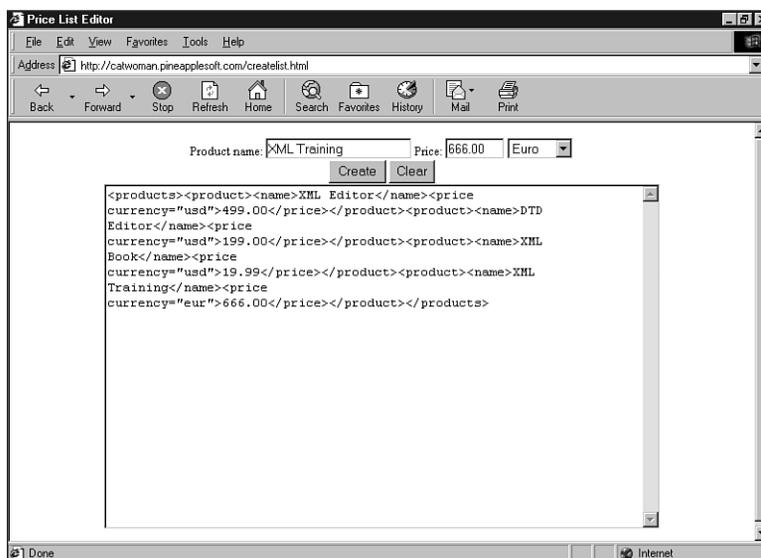 Price List Editor
File Edit View Favorites Tools Help
Address http://catwoman.pineapplesoft.com/createlist.html
Back Forward Stop Refresh Home Search Favorites History Mail Print
Product name: XML Training Price: 666.00 Euro
Create Clear
<products><product><name>XML Editor</name><price
currency="usd">499.00</price></product><product><name>DTD
Editor</name><price
currency="usd">199.00</price></product><product><name>XML
Book</name><price
currency="usd">19.99</price></product><product><name>XML
Training</name><price
currency="eur">666.00</price></product></products>
Done Internet